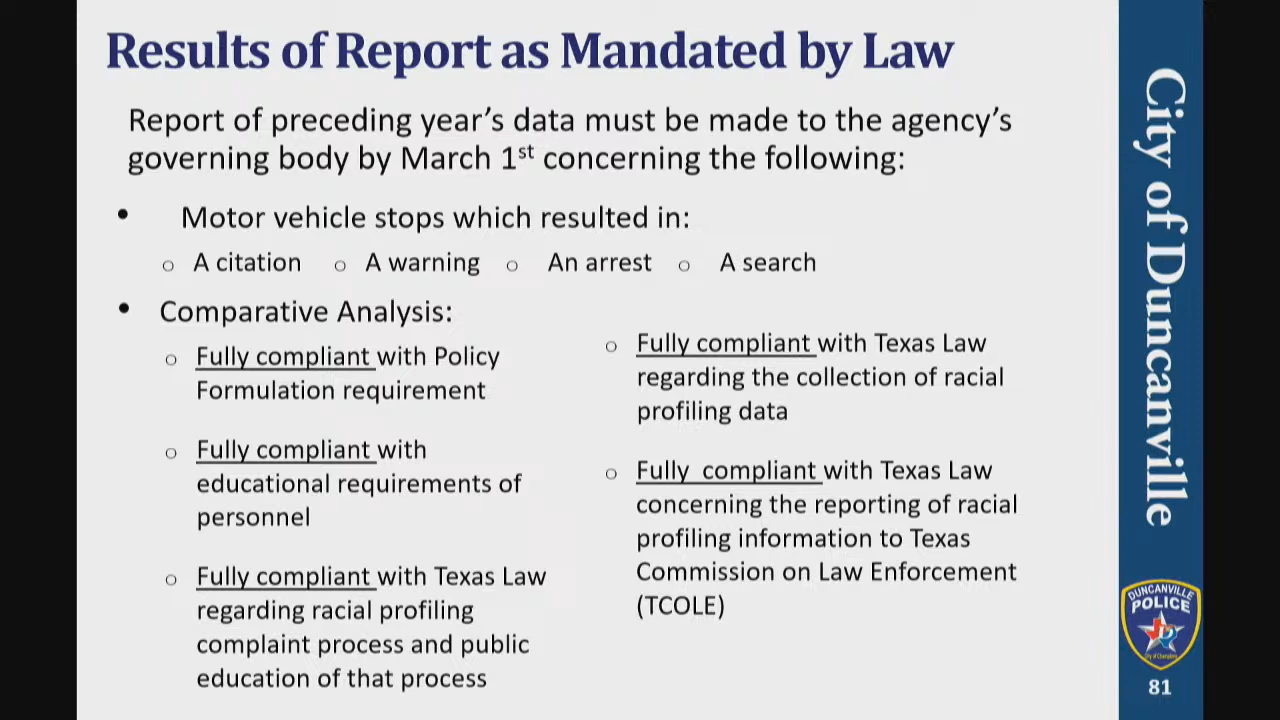 Results of Report as Mandated by Law
Report of preceding year's data must be made to the agency's
governing body by March 1st concerning the following:
• Motor vehicle stops which resulted in:
o A citation o A warning o An arrest o A search
• Comparative Analysis:
o Fully compliant with Policy
Formulation requirement
o Fully compliant with
educational requirements of
personnel
o Fully compliant with Texas Law
regarding racial profiling
complaint process and public
education of that process
o Fully compliant with Texas Law
regarding the collection of racial
profiling data
o Fully compliant with Texas Law
concerning the reporting of racial
profiling information to Texas
Commission on Law Enforcement
(TCOLE)
City of Duncanville
DUNCANVILLE
POLICE
City of Champions
81